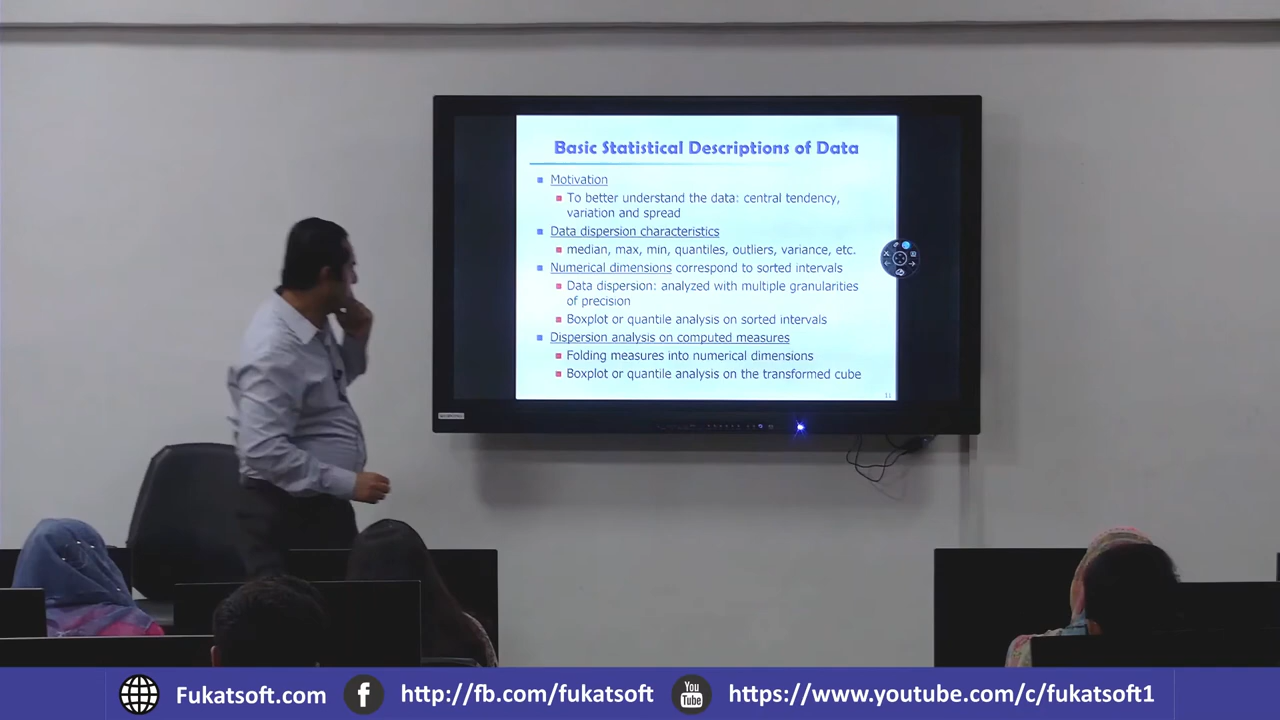 Basic Statistical Descriptions of Data
Motivation
To better understand the data: central tendency,
variation and spread
Data dispersion characteristics
median, max, min, quantiles, outliers, variance, etc.
Numerical dimensions correspond to sorted intervals
Data dispersion: analyzed with multiple granularities
of precision
Boxplot or quantile analysis on sorted intervals
Dispersion analysis on computed measures
Folding measures into numerical dimensions
Boxplot or quantile analysis on the transformed cube
11
Fukatsoft.com
f
http://fb.com/fukatsoft
You
Tube
https://www.youtube.com/c/fukatsoft1